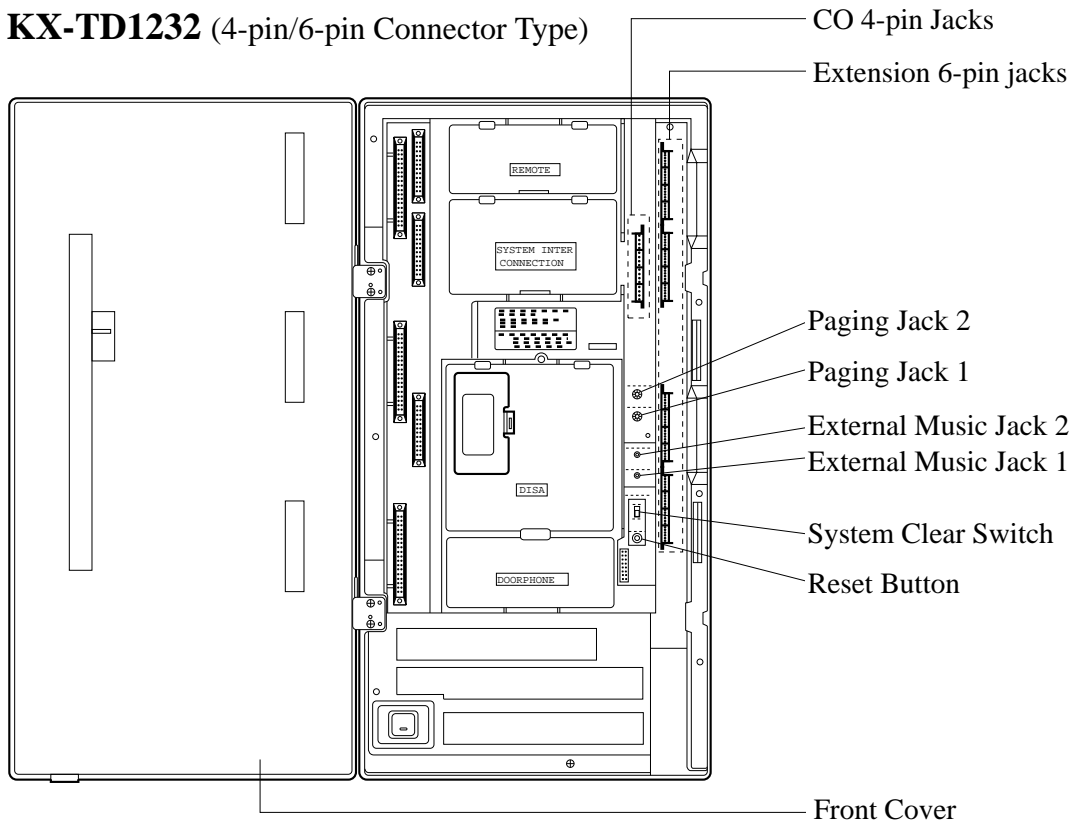 KX-TD1232 (4-pin/6-pin Connector Type)
CO 4-pin Jacks
Extension 6-pin jacks
REMOTE
SYSTEM INTER
CONNECTION
Paging Jack 2
Paging Jack 1
External Music Jack 2
External Music Jack 1
DISA
System Clear Switch
DOORPHONE
Reset Button
Front Cover